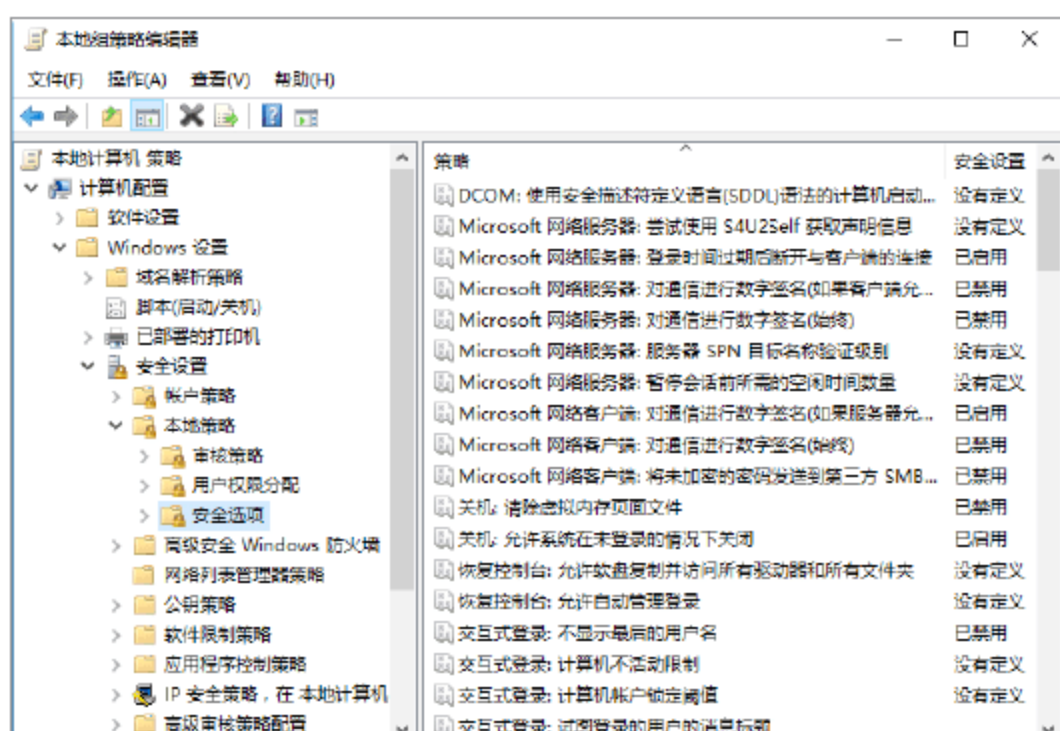 本地组策略编辑器
文件(F) 操作(A) 查看(V) 帮助(H)
本地计算机 策略
计算机配置
软件设置
Windows 设置
域名解析策略
脚本(启动/关机)
已部署的打印机
安全设置
帐户策略
本地策略
审核策略
用户权限分配
安全选项
高级安全 Windows 防火墙
网络列表管理器策略
公钥策略
软件限制策略
应用程序控制策略
IP 安全策略，在 本地计算机
高级审核策略配置
策略 安全设置
DCOM: 使用安全描述符定义语言(SDDL)语法的计算机启动... 没有定义
Microsoft 网络服务器: 尝试使用 S4U2Self 获取声明信息 没有定义
Microsoft 网络服务器: 登录时间过期后断开与客户端的连接 已启用
Microsoft 网络服务器: 对通信进行数字签名(如果客户端允... 已禁用
Microsoft 网络服务器: 对通信进行数字签名(始终) 已禁用
Microsoft 网络服务器: 服务器 SPN 目标名称验证级别 没有定义
Microsoft 网络服务器: 暂停会话前所需的空闲时间数量 没有定义
Microsoft 网络客户端: 对通信进行数字签名(如果服务器允... 已启用
Microsoft 网络客户端: 对通信进行数字签名(始终) 已禁用
Microsoft 网络客户端: 将未加密的密码发送到第三方 SMB... 已禁用
关机: 清除虚拟内存页面文件 已禁用
关机: 允许系统在未登录的情况下关闭 已启用
恢复控制台: 允许软盘复制并访问所有驱动器和所有文件夹 没有定义
恢复控制台: 允许自动管理登录 没有定义
交互式登录: 不显示最后的用户名 已禁用
交互式登录: 计算机不活动限制 没有定义
交互式登录: 计算机帐户锁定阈值 没有定义
交互式登录: 试图登录的用户的消息标题